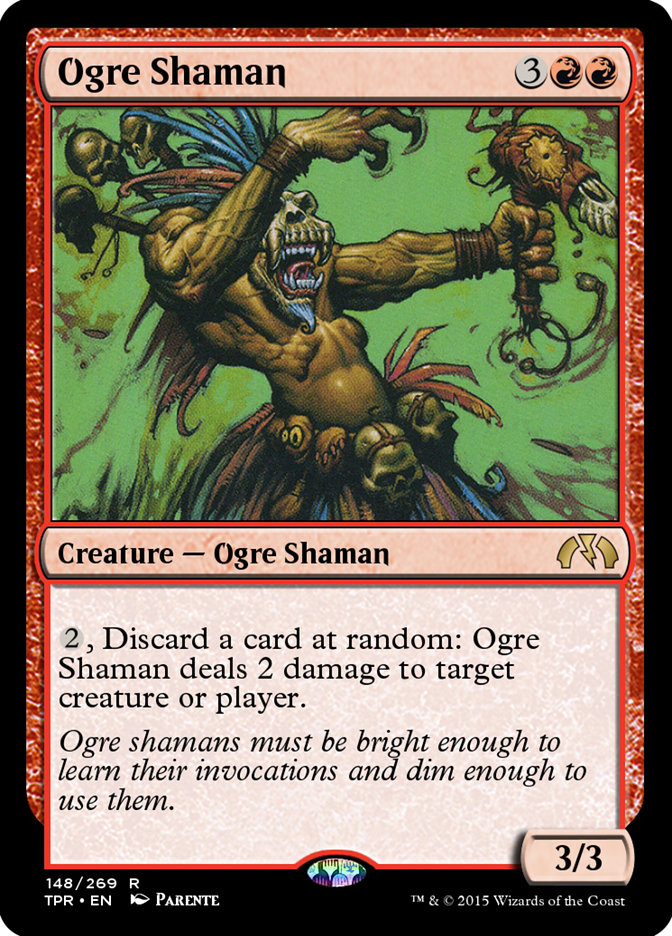 Ogre Shaman 3
Creature — Ogre Shaman
2, Discard a card at random: Ogre
Shaman deals 2 damage to target
creature or player.
Ogre shamans must be bright enough to
learn their invocations and dim enough to
use them.
3/3
148/269 R
TPR • EN PARENTE
™ & © 2015 Wizards of the Coast